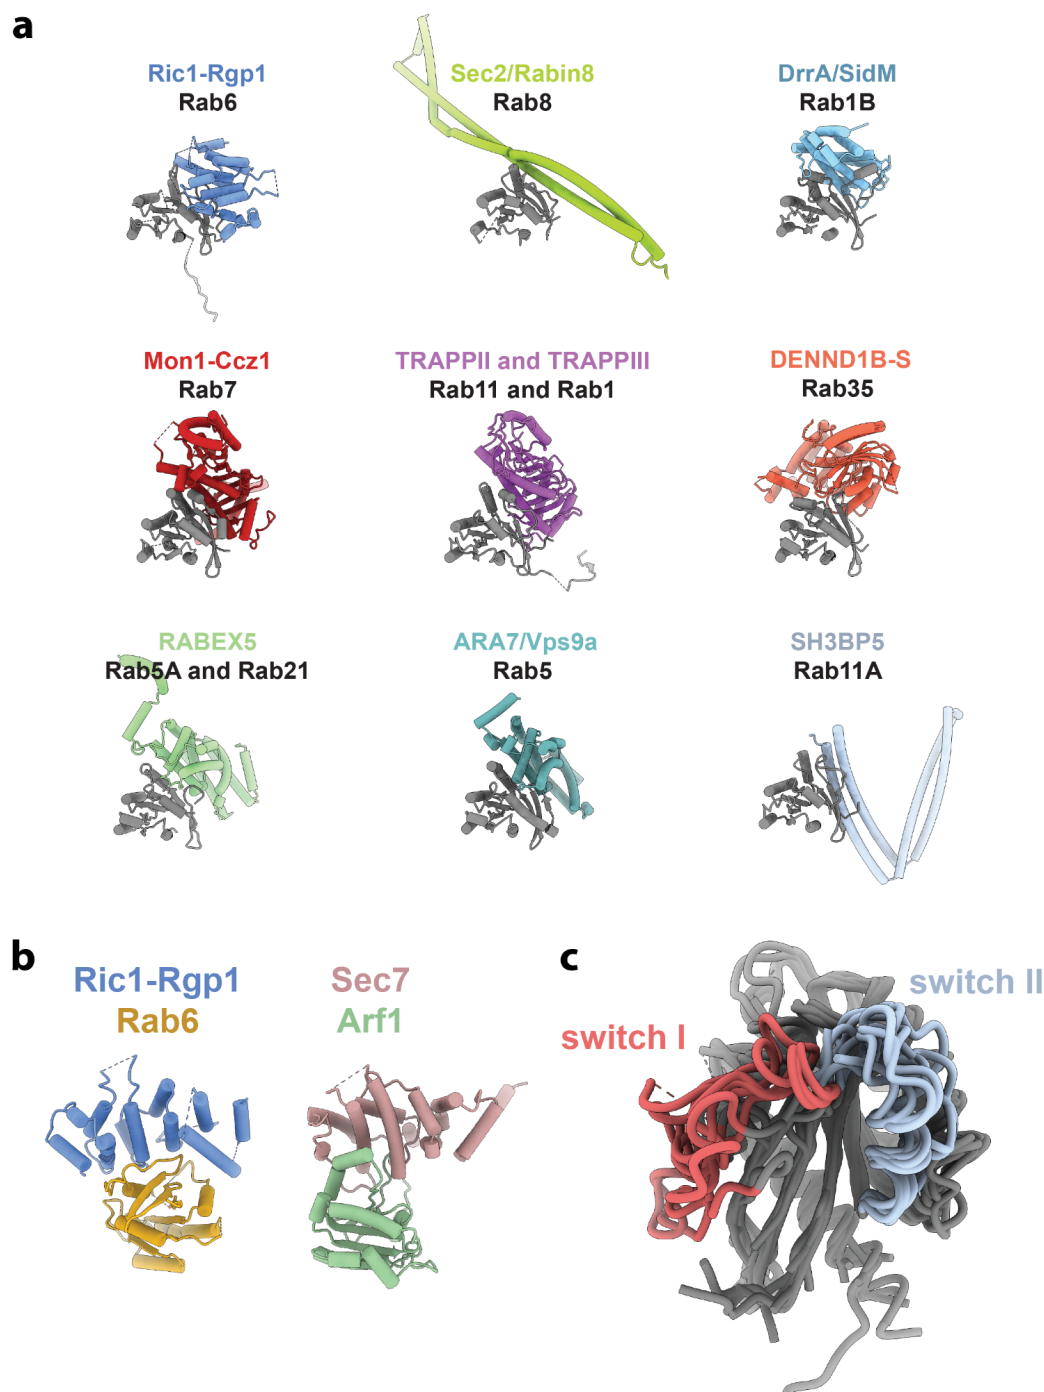 a
Ric1-Rgp1
Rab6
Sec2/Rabin8
Rab8
DrrA/SidM
Rab1B
Mon1-Ccz1
Rab7
TRAPPII and TRAPPIII
Rab11 and Rab1
DENND1B-S
Rab35
RABEX5
Rab5A and Rab21
ARA7/Vps9a
Rab5
SH3BP5
Rab11A
b
Ric1-Rgp1
Rab6
Sec7
Arf1
c
switch I
switch II